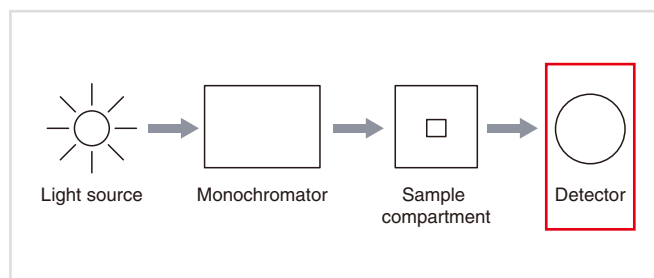 Light source
Monochromator
Sample
compartment
Detector